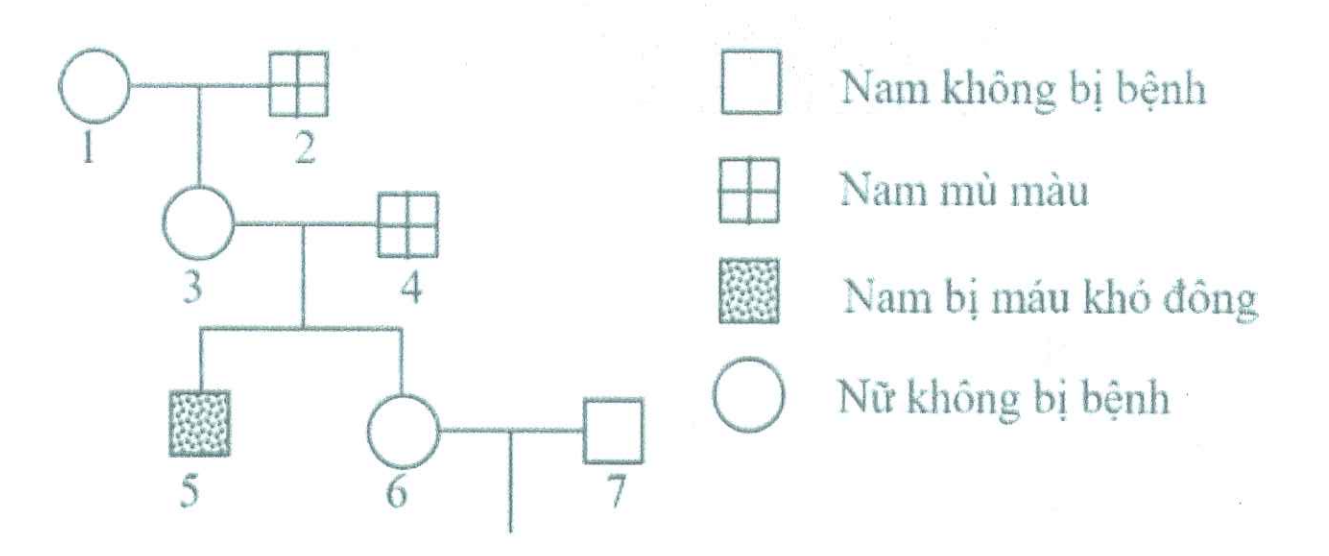 1
2
3
4
5
6
7
Nam không bị bệnh
Nam mù màu
Nam bị máu khó đông
Nữ không bị bệnh